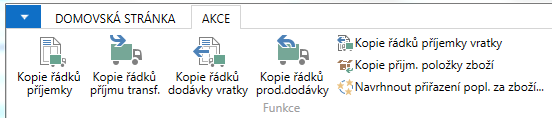 DOMOVSKÁ STRÁNKA AKCE
Kopie řádků příjemky
Kopie řádků příjmu transf.
Kopie řádků dodávky vratky
Kopie řádků prod.dodávky
Kopie řádků příjemky vratky
Kopie přijm. položky zboží
Navrhnout přiřazení popl. za zboží...
Funkce